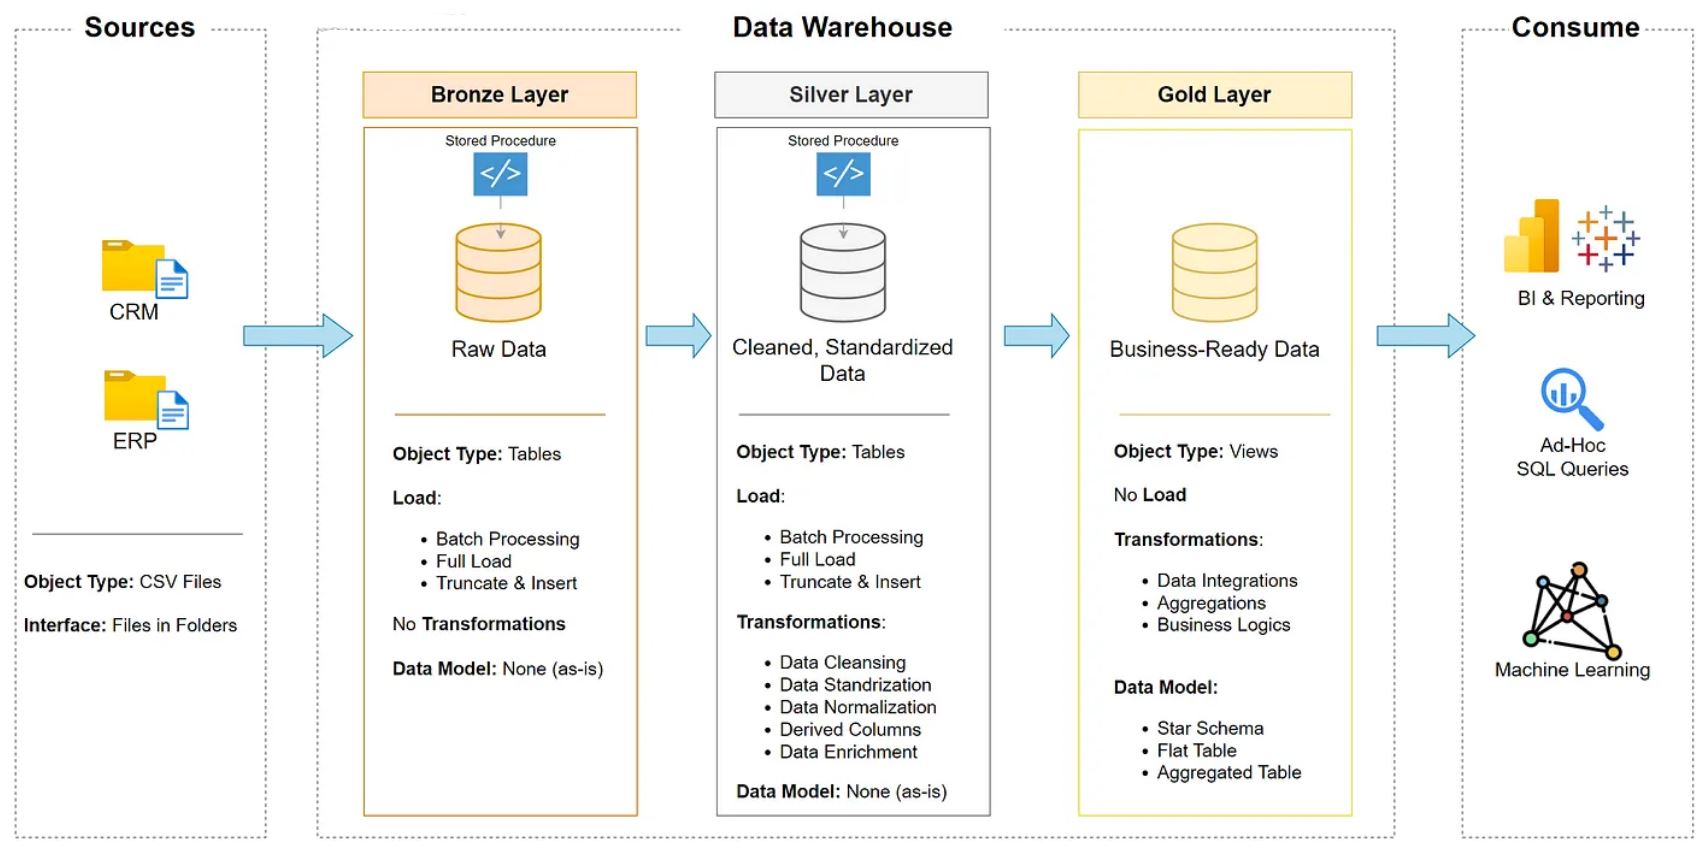 Sources
CRM
ERP
Object Type: CSV Files
Interface: Files in Folders
Data Warehouse
Bronze Layer
Stored Procedure
</>
Raw Data
Object Type: Tables
Load:
• Batch Processing
• Full Load
• Truncate & Insert
No Transformations
Data Model: None (as-is)
Silver Layer
Stored Procedure
</>
Cleaned, Standardized
Data
Object Type: Tables
Load:
• Batch Processing
• Full Load
• Truncate & Insert
Transformations:
• Data Cleansing
• Data Standrization
• Data Normalization
• Derived Columns
• Data Enrichment
Data Model: None (as-is)
Gold Layer
Business-Ready Data
Object Type: Views
No Load
Transformations:
• Data Integrations
• Aggregations
• Business Logics
Data Model:
• Star Schema
• Flat Table
• Aggregated Table
Consume
BI & Reporting
Ad-Hoc
SQL Queries
Machine Learning